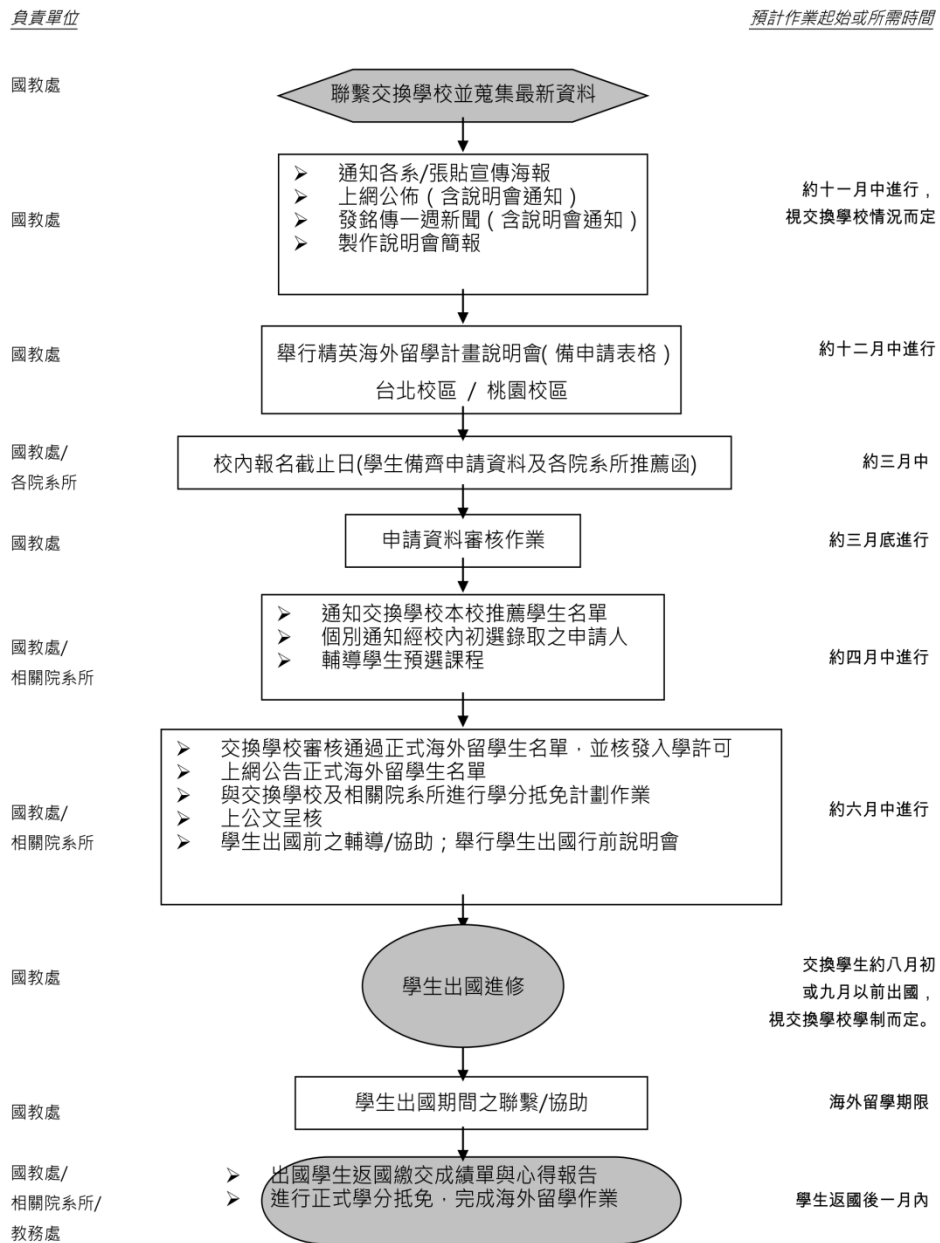 負責單位
預計作業起始或所需時間
國教處
聯繫交換學校並蒐集最新資料
國教處
➢ 通知各系/張貼宣傳海報
➢ 上網公佈(含說明會通知)
➢ 發銘傳一週新聞(含說明會通知)
➢ 製作說明會簡報
約十一月中進行,
視交換學校情況而定
國教處
舉行精英海外留學計畫說明會(備申請表格)
台北校區 / 桃園校區
約十二月中進行
國教處/
各院系所
校內報名截止日(學生備齊申請資料及各院系所推薦函)
約三月中
國教處
申請資料審核作業
約三月底進行
國教處/
相關院系所
➢ 通知交換學校本校推薦學生名單
➢ 個別通知經校內初選錄取之申請人
➢ 輔導學生預選課程
約四月中進行
國教處/
相關院系所
➢ 交換學校審核通過正式海外留學生名單,並核發入學許可
➢ 上網公告正式海外留學生名單
➢ 與交換學校及相關院系所進行學分抵免計劃作業
➢ 上公文呈核
➢ 學生出國前之輔導/協助;舉行學生出國行前說明會
約六月中進行
國教處
學生出國進修
交換學生約八月初
或九月以前出國,
視交換學校學制而定。
國教處
學生出國期間之聯繫/協助
海外留學期限
國教處/
相關院系所/
教務處
➢ 出國學生返國繳交成績單與心得報告
➢ 進行正式學分抵免,完成海外留學作業
學生返國後一月內